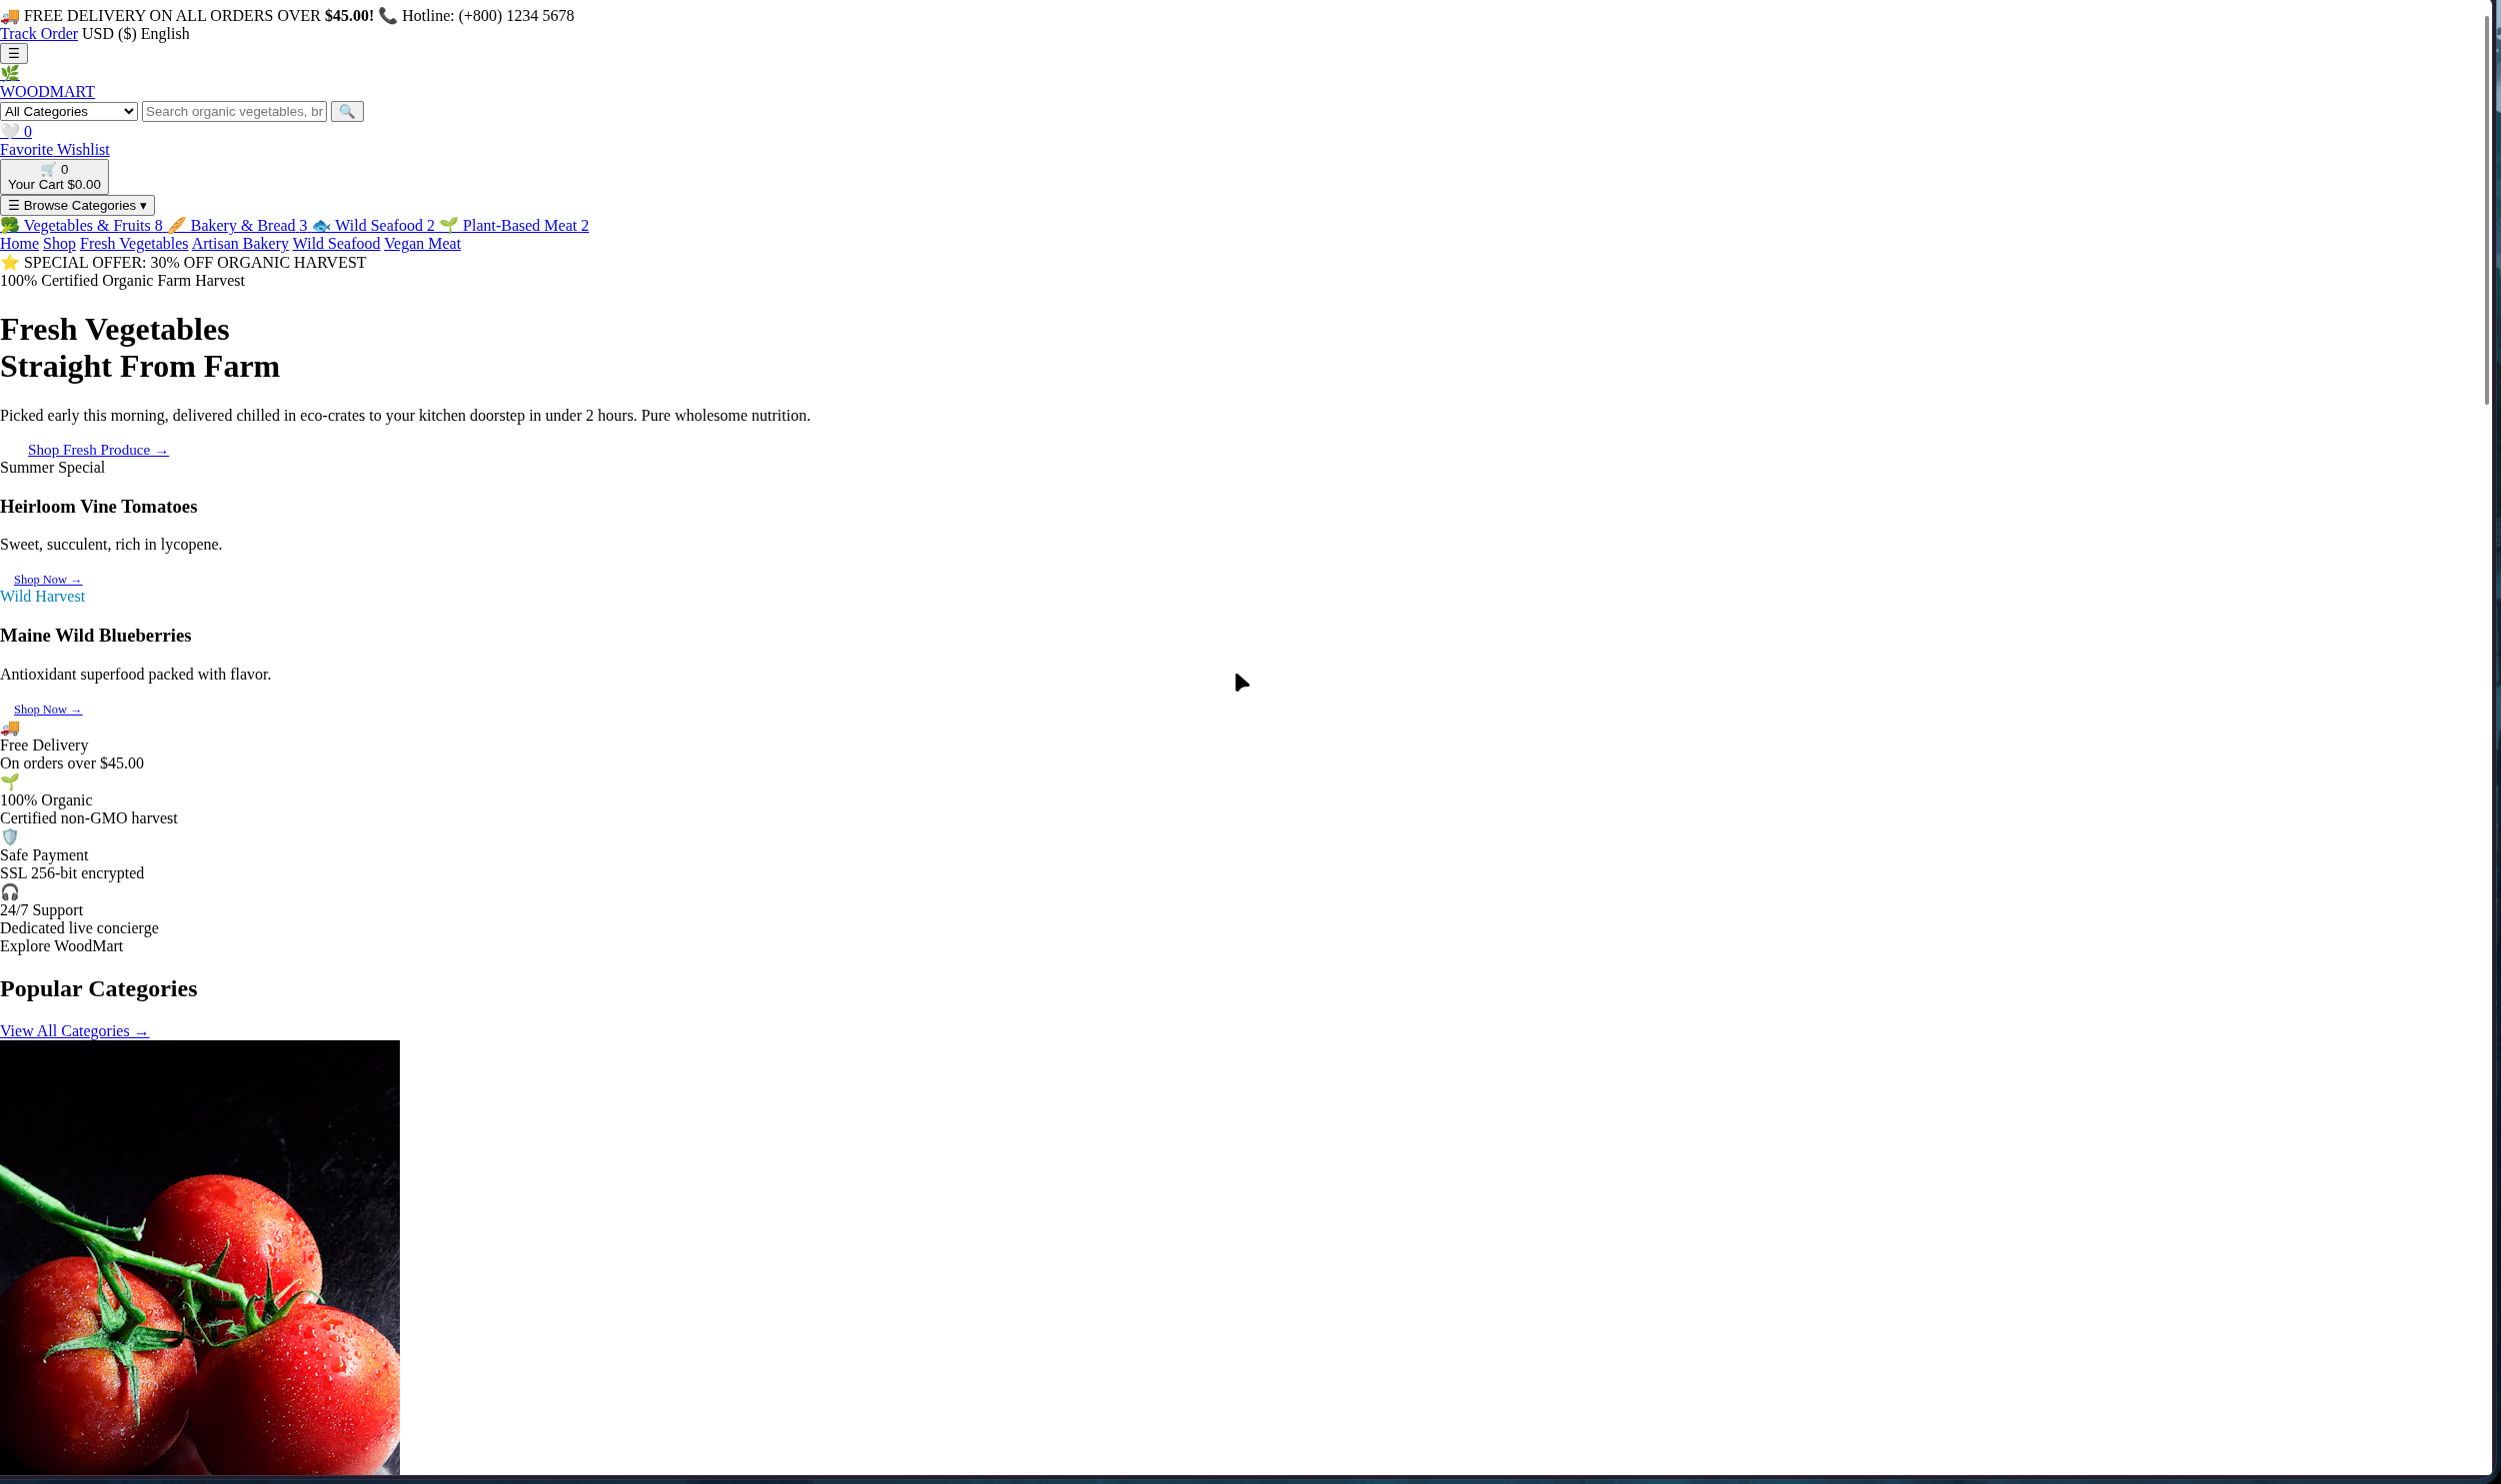 🚚 FREE DELIVERY ON ALL ORDERS OVER $45.00! 📞 Hotline: (+800) 1234 5678
Track Order USD ($) English
☰
🌿
WOODMART
All Categories Search organic vegetables, br 🔍
🤍 0
Favorite Wishlist
🛒 0
Your Cart $0.00
☰ Browse Categories ▾
🥦 Vegetables & Fruits 8 🥖 Bakery & Bread 3 🐟 Wild Seafood 2 🌱 Plant-Based Meat 2
Home Shop Fresh Vegetables Artisan Bakery Wild Seafood Vegan Meat
⭐ SPECIAL OFFER: 30% OFF ORGANIC HARVEST
100% Certified Organic Farm Harvest
Fresh Vegetables
Straight From Farm
Picked early this morning, delivered chilled in eco-crates to your kitchen doorstep in under 2 hours. Pure wholesome nutrition.
Shop Fresh Produce →
Summer Special
Heirloom Vine Tomatoes
Sweet, succulent, rich in lycopene.
Shop Now →
Wild Harvest
Maine Wild Blueberries
Antioxidant superfood packed with flavor.
Shop Now →
🚚
Free Delivery
On orders over $45.00
🌱
100% Organic
Certified non-GMO harvest
🛡️
Safe Payment
SSL 256-bit encrypted
🎧
24/7 Support
Dedicated live concierge
Explore WoodMart
Popular Categories
View All Categories →